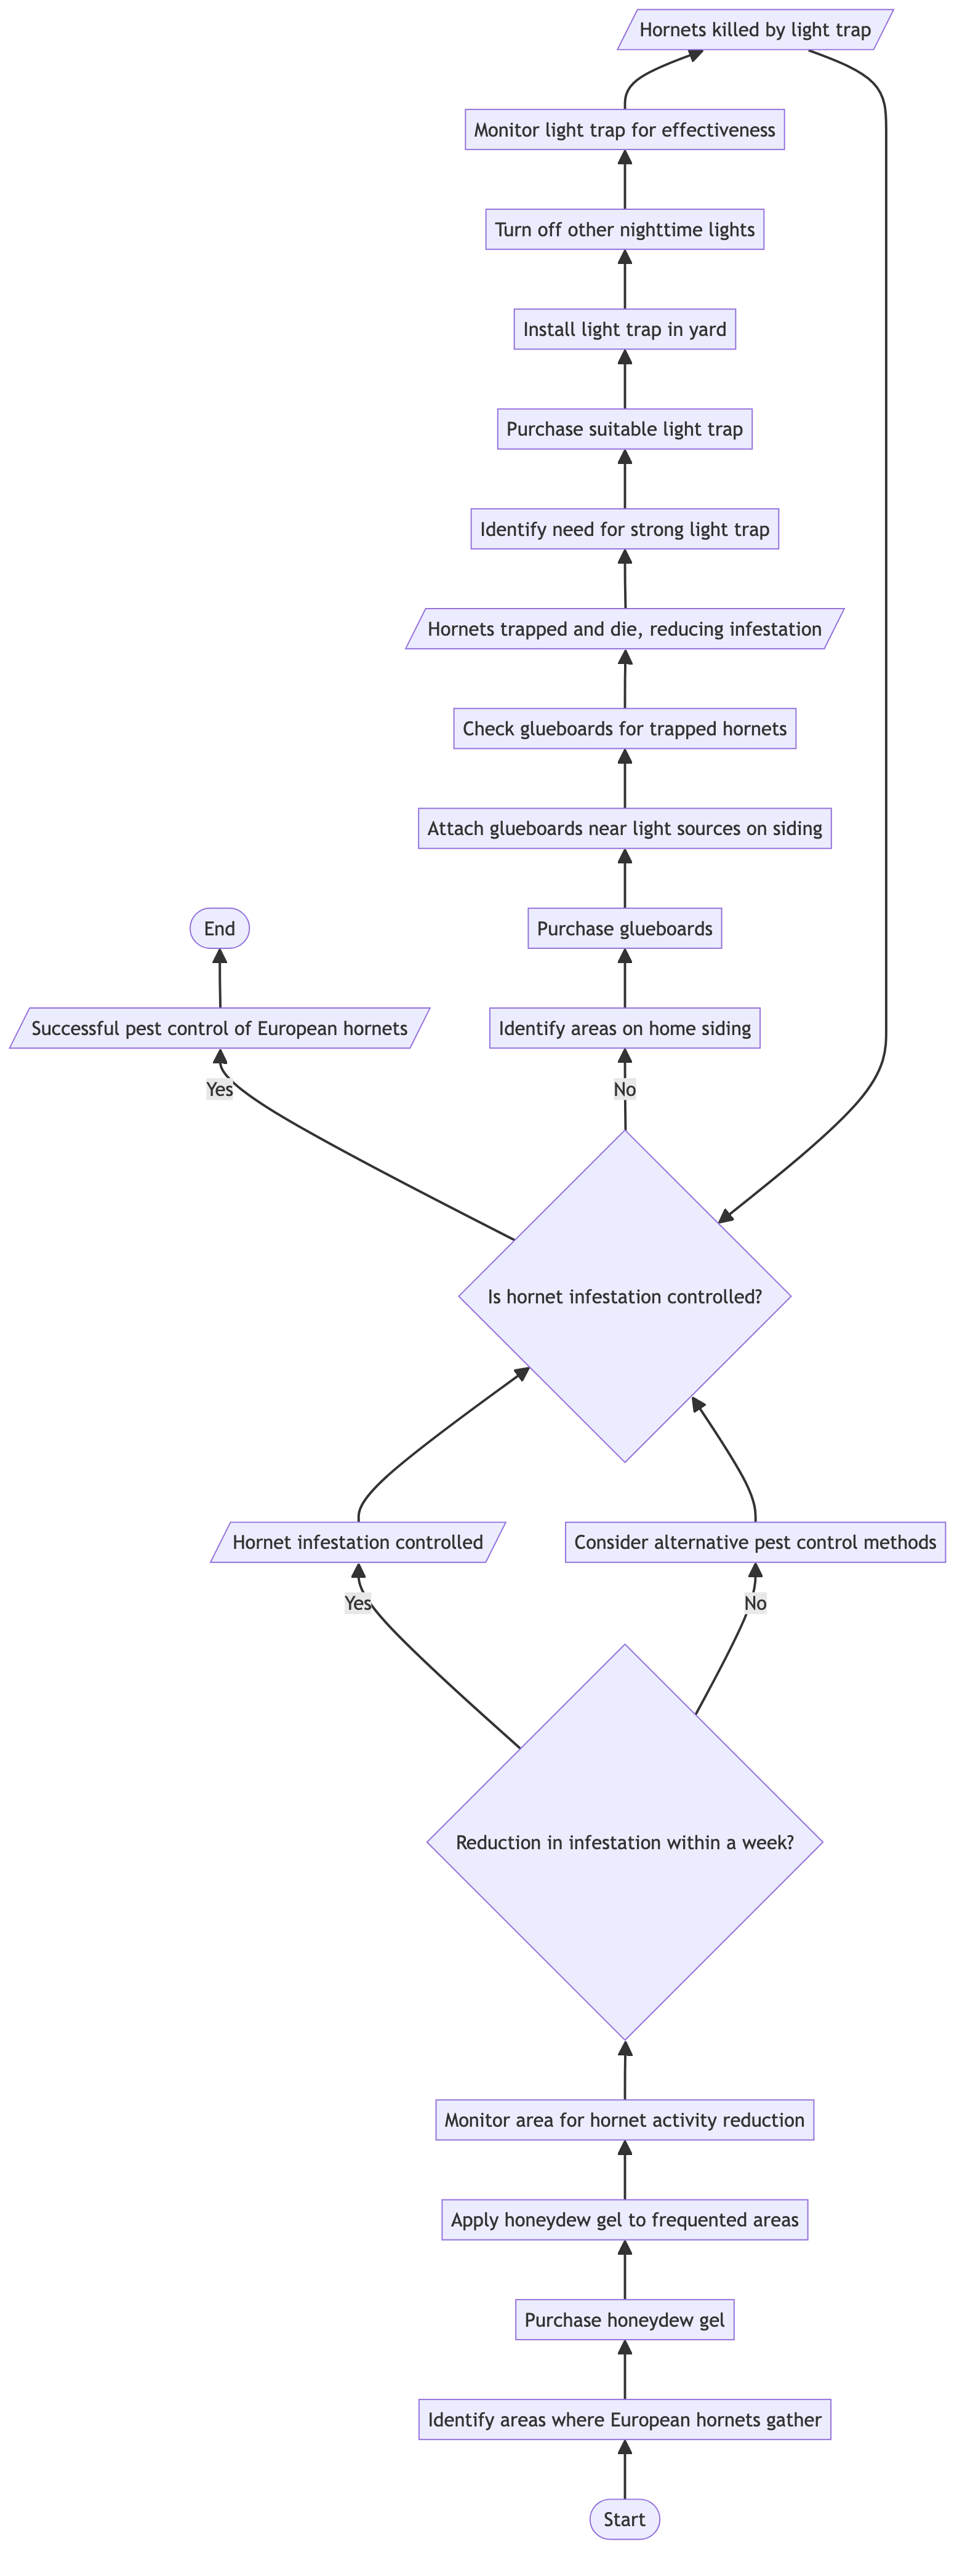 Hornets killed by light trap
Monitor light trap for effectiveness
Turn off other nighttime lights
Install light trap in yard
Purchase suitable light trap
Identify need for strong light trap
Hornets trapped and die, reducing infestation
Check glueboards for trapped hornets
Attach glueboards near light sources on siding
End
Purchase glueboards
Successful pest control of European hornets
Identify areas on home siding
Yes
No
Is hornet infestation controlled?
Hornet infestation controlled
Consider alternative pest control methods
Yes
No
Reduction in infestation within a week?
Monitor area for hornet activity reduction
Apply honeydew gel to frequented areas
Purchase honeydew gel
Identify areas where European hornets gather
Start